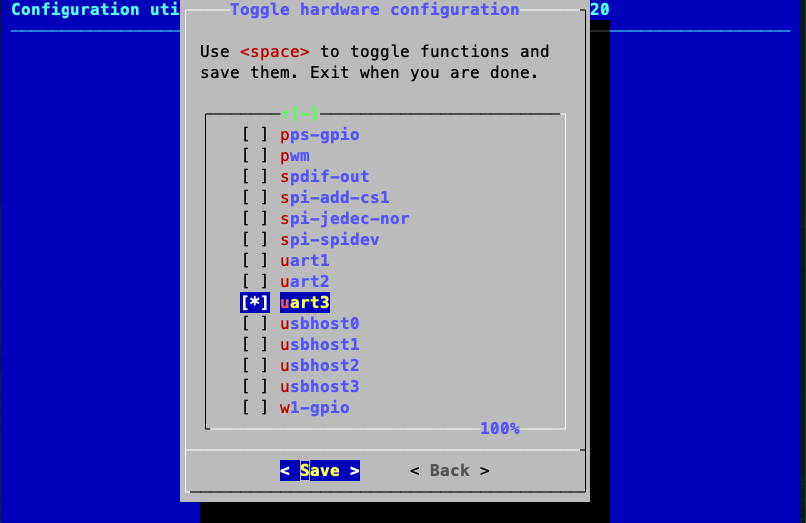 Configuration uti
Toggle hardware configuration
20
Use <space> to toggle functions and
save them. Exit when you are done.
↑(-)
[ ] pps-gpio
[ ] pwm
[ ] spdif-out
[ ] spi-add-cs1
[ ] spi-jedec-nor
[ ] spi-spidev
[ ] uart1
[ ] uart2
[*] uart3
[ ] usbhost0
[ ] usbhost1
[ ] usbhost2
[ ] usbhost3
[ ] w1-gpio
100%
< Save > < Back >